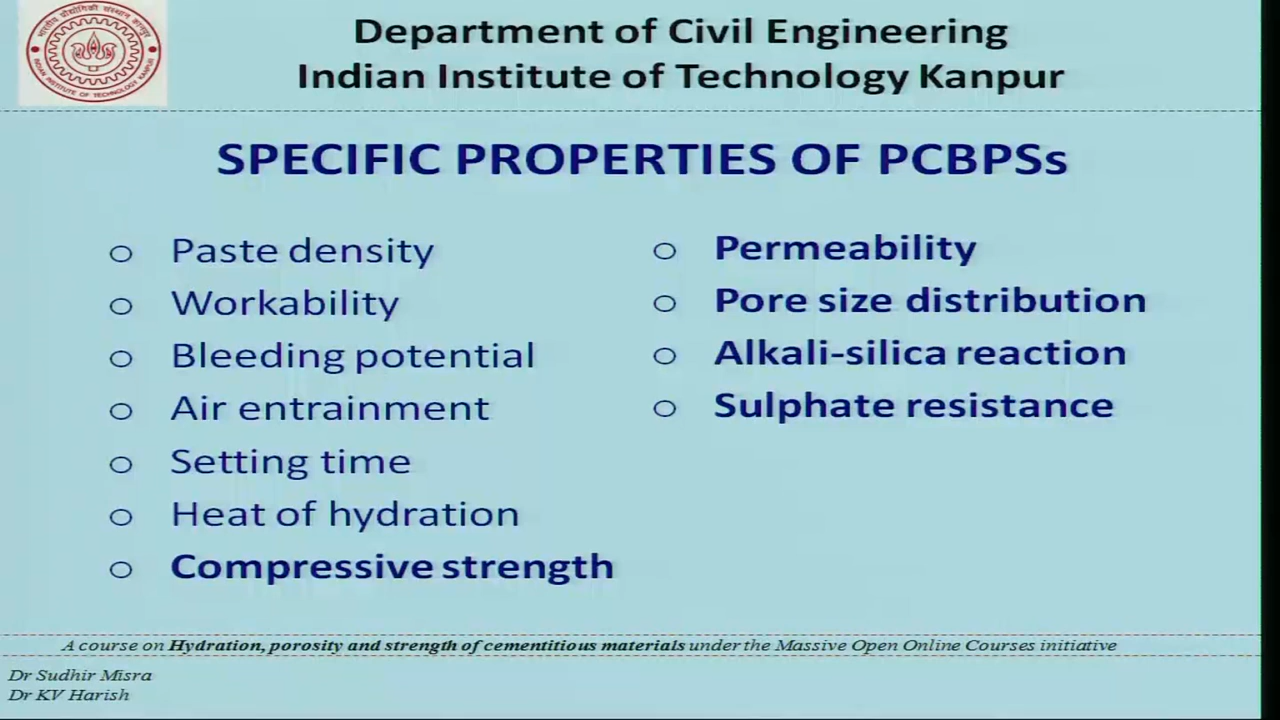 Department of Civil Engineering
Indian Institute of Technology Kanpur
SPECIFIC PROPERTIES OF PCBPSs
o Paste density
o Workability
o Bleeding potential
o Air entrainment
o Setting time
o Heat of hydration
o Compressive strength
o Permeability
o Pore size distribution
o Alkali-silica reaction
o Sulphate resistance
A course on Hydration, porosity and strength of cementitious materials under the Massive Open Online Courses initiative
Dr Sudhir Misra
Dr KV Harish